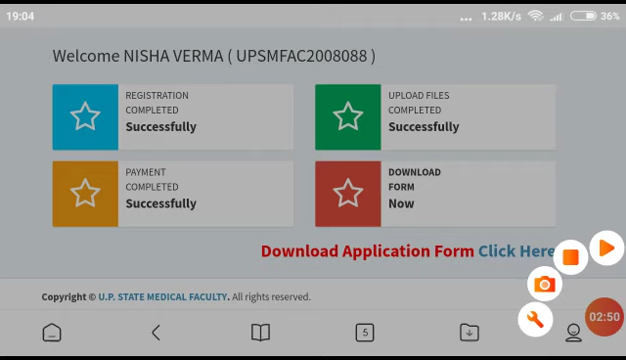 19:04
... 1.28K/s 36%
Welcome NISHA VERMA ( UPSMFAC2008088 )
REGISTRATION
COMPLETED
Successfully
UPLOAD FILES
COMPLETED
Successfully
PAYMENT
COMPLETED
Successfully
DOWNLOAD
FORM
Now
Download Application Form Click Here
Copyright © U.P. STATE MEDICAL FACULTY. All rights reserved.
02:50
5